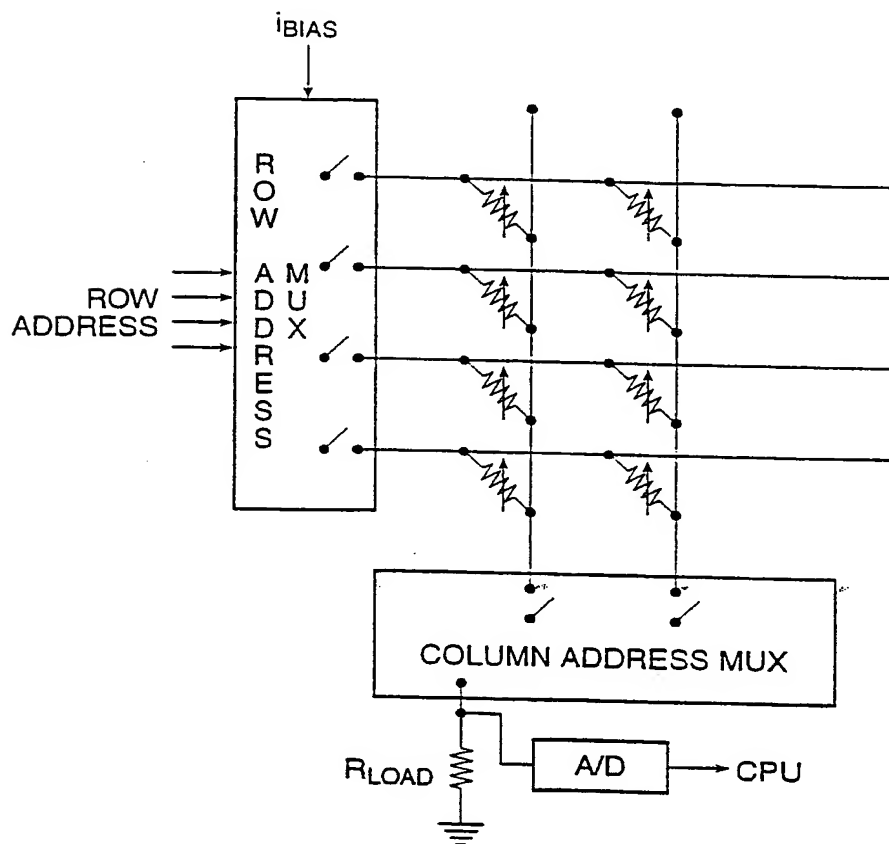 iBIAS
ROW ADDRESS
MUX
ROW
ADDRESS
COLUMN ADDRESS MUX
RLOAD
A/D
CPU